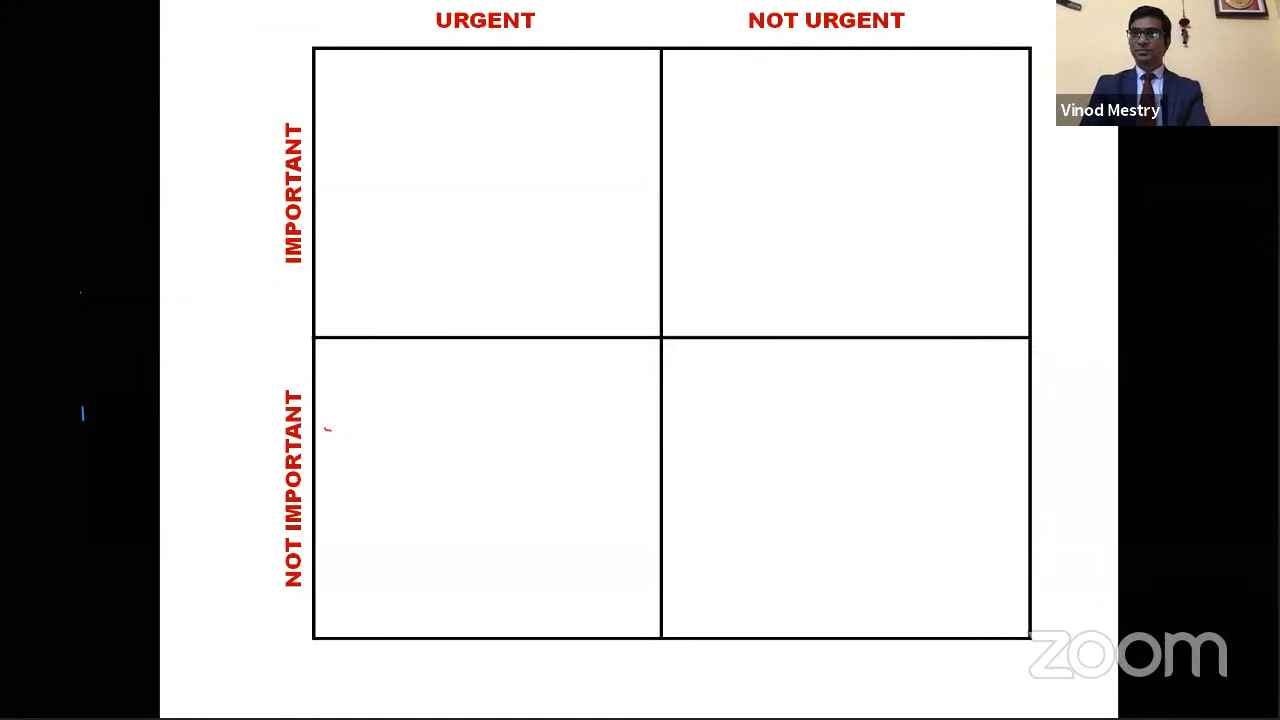 URGENT
NOT URGENT
Vinod Mestry
IMPORTANT
NOT IMPORTANT
zoom